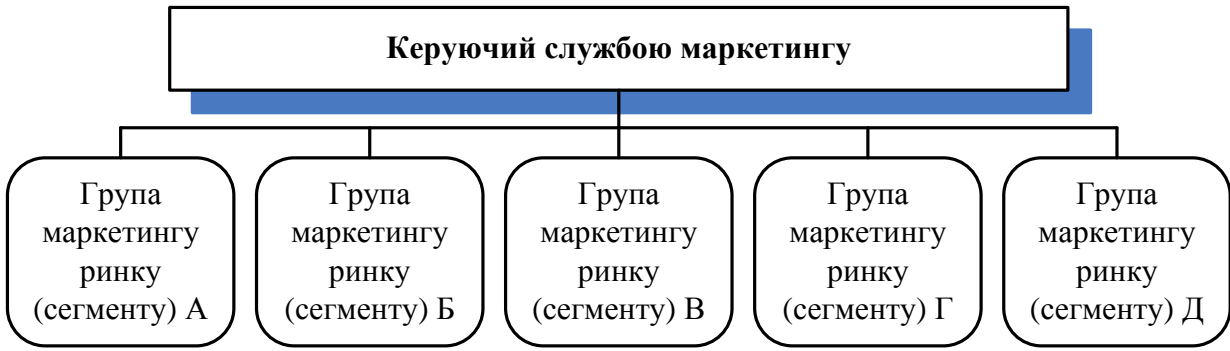 Керуючий службою маркетингу
Група
маркетингу
ринку
(сегменту) А
Група
маркетингу
ринку
(сегменту) Б
Група
маркетингу
ринку
(сегменту) В
Група
маркетингу
ринку
(сегменту) Г
Група
маркетингу
ринку
(сегменту) Д